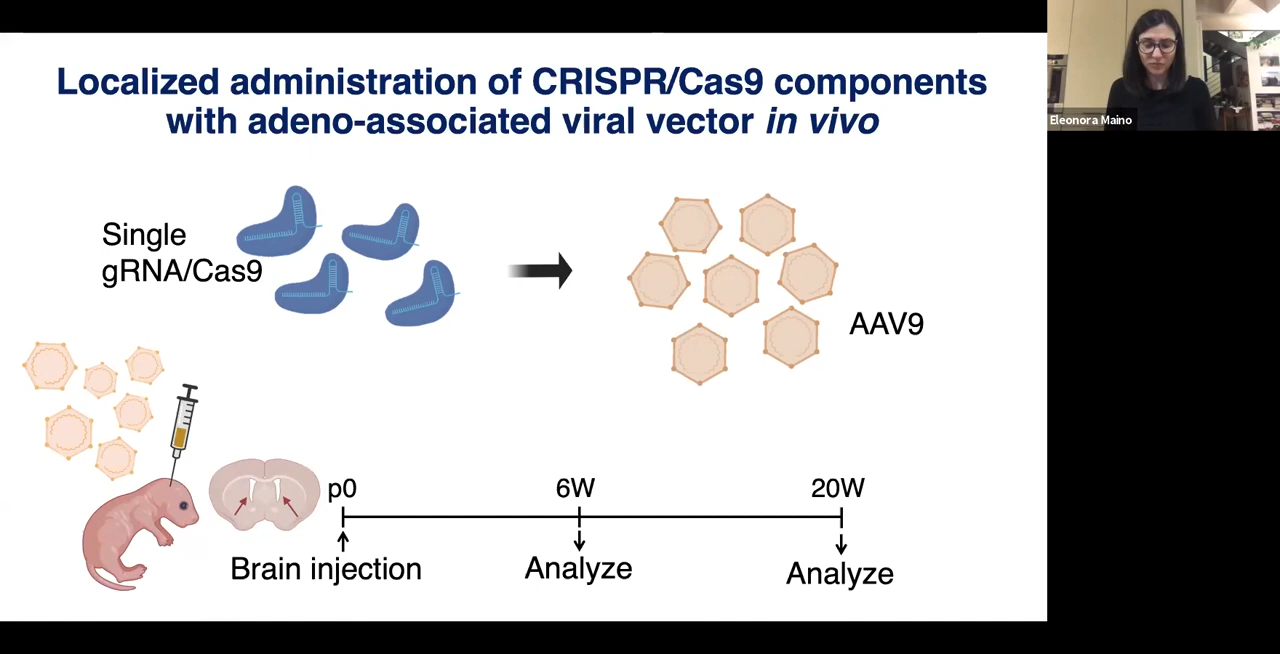 Localized administration of CRISPR/Cas9 components
with adeno-associated viral vector in vivo
Eleonora Maino
Single
gRNA/Cas9
AAV9
p0
6W
20W
Brain injection
Analyze
Analyze